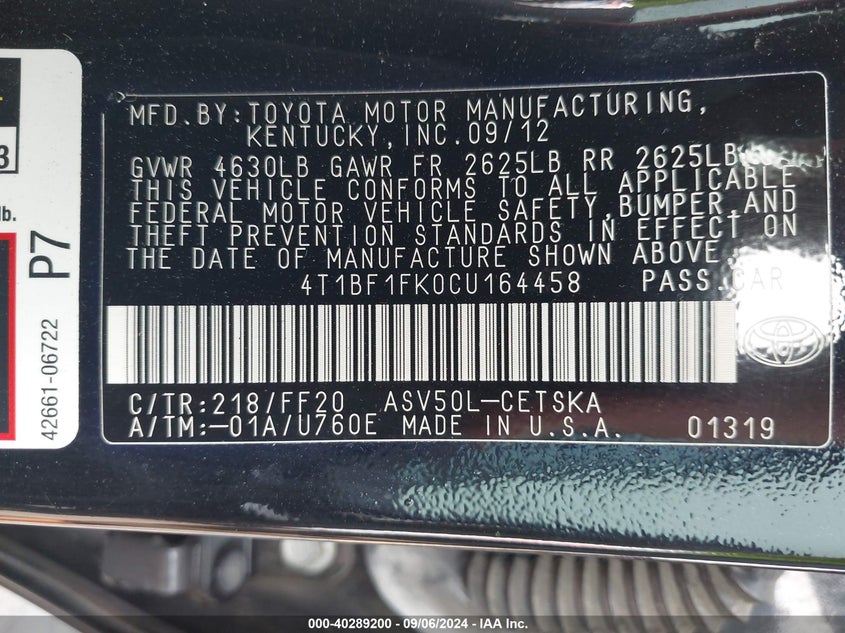 3
lb.
P7
42661-06722
MFD.BY:TOYOTA MOTOR MANUFACTURING,
KENTUCKY,INC.09/12
GVWR 4630LB GAWR FR 2625LB RR 2625LB
THIS VEHICLE CONFORMS TO ALL APPLICABLE
FEDERAL MOTOR VEHICLE SAFETY,BUMPER,AND
THEFT PREVENTION STANDARDS IN EFFECT ON
THE DATE OF MANUFACTURE SHOWN ABOVE.
4T1BF1FK0CU164458 PASS.CAR
C/TR:218/FF20 ASV50L-CETSKA
A/TM:-01A/U760E MADE IN U.S.A. 01319
000-40289200 - 09/06/2024 - IAA Inc.